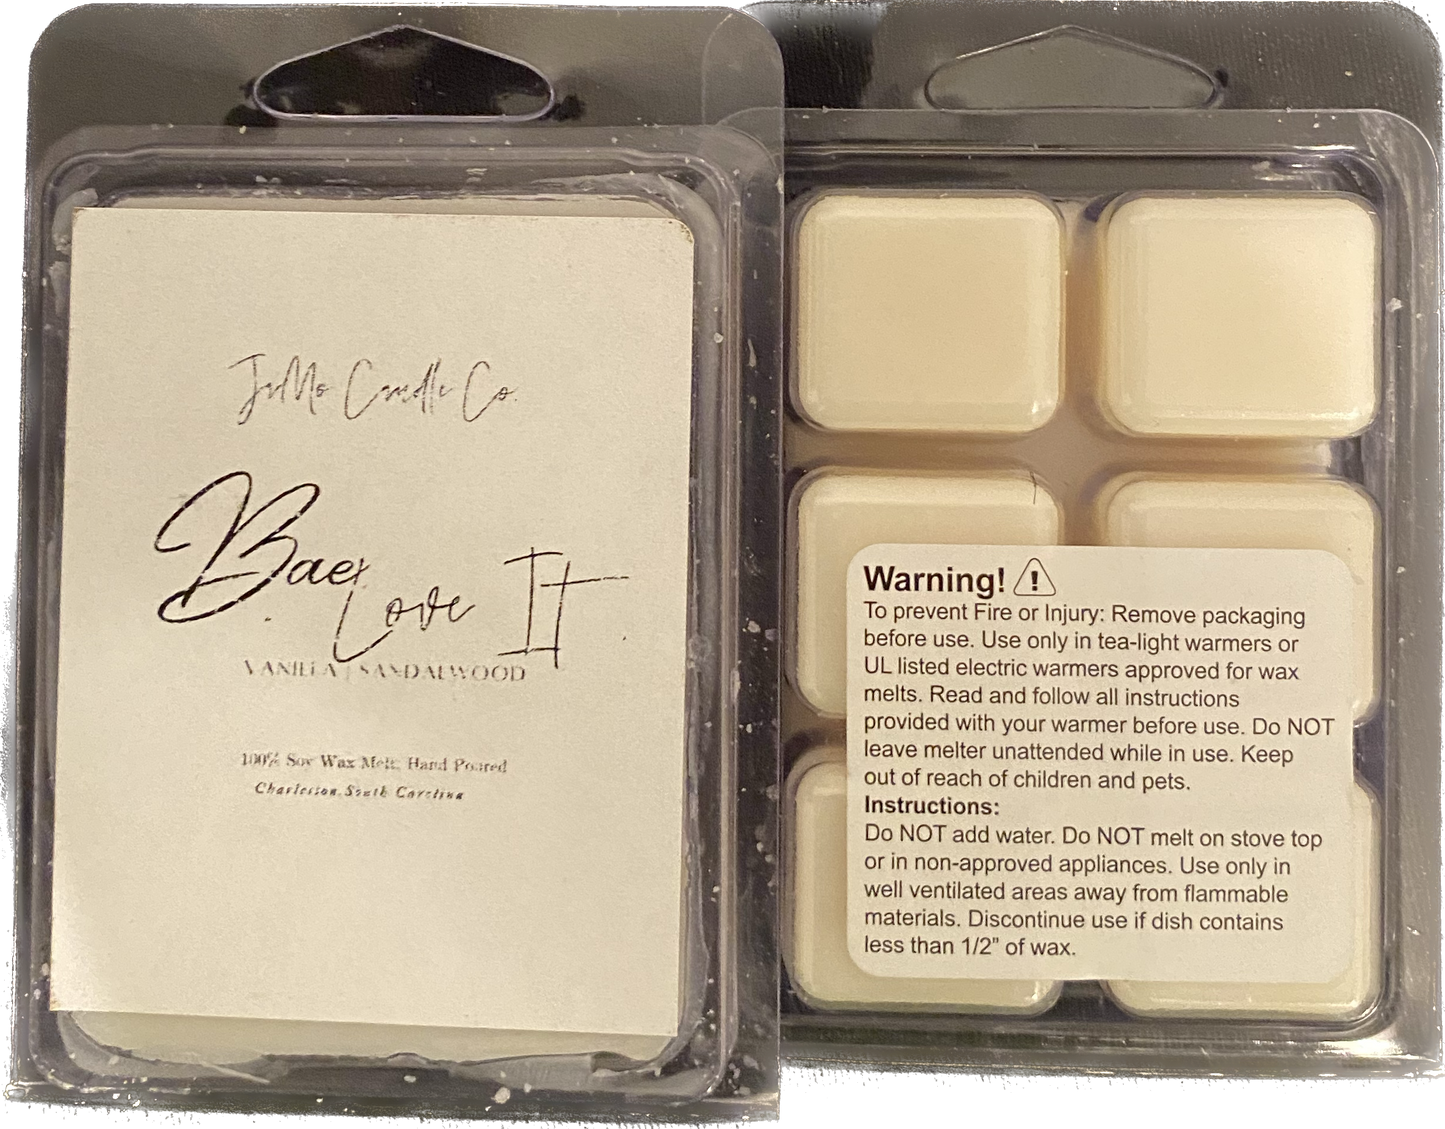 JuMo Candle Co.
Bae
Love It
VANILLA | SANDALWOOD
100% Soy Wax Melt, Hand Poured
Charleston, South Carolina
Warning!
To prevent Fire or Injury: Remove packaging
before use. Use only in tea-light warmers or
UL listed electric warmers approved for wax
melts. Read and follow all instructions
provided with your warmer before use. Do NOT
leave melter unattended while in use. Keep
out of reach of children and pets.
Instructions:
Do NOT add water. Do NOT melt on stove top
or in non-approved appliances. Use only in
well ventilated areas away from flammable
materials. Discontinue use if dish contains
less than 1/2" of wax.